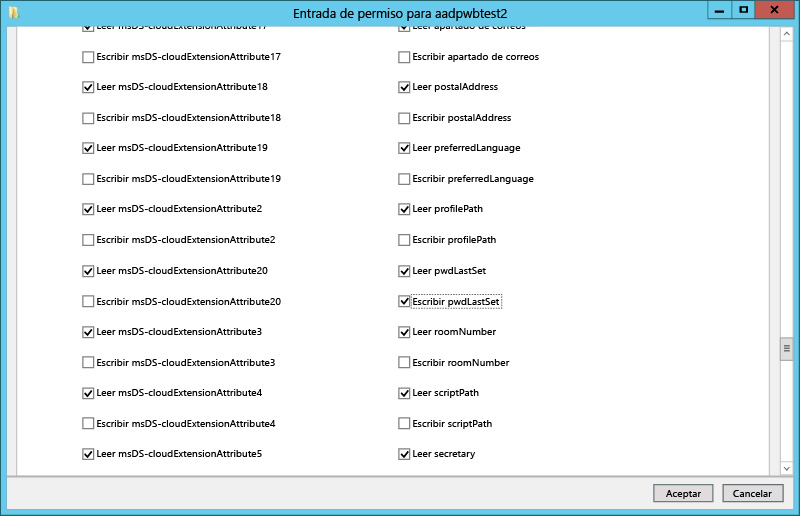 Entrada de permiso para aadpwbtest2
Leer msDS-cloudExtensionAttribute17
Leer apartado de correos
Escribir msDS-cloudExtensionAttribute17
Escribir apartado de correos
Leer msDS-cloudExtensionAttribute18
Leer postalAddress
Escribir msDS-cloudExtensionAttribute18
Escribir postalAddress
Leer msDS-cloudExtensionAttribute19
Leer preferredLanguage
Escribir msDS-cloudExtensionAttribute19
Escribir preferredLanguage
Leer msDS-cloudExtensionAttribute2
Leer profilePath
Escribir msDS-cloudExtensionAttribute2
Escribir profilePath
Leer msDS-cloudExtensionAttribute20
Leer pwdLastSet
Escribir msDS-cloudExtensionAttribute20
Escribir pwdLastSet
Leer msDS-cloudExtensionAttribute3
Leer roomNumber
Escribir msDS-cloudExtensionAttribute3
Escribir roomNumber
Leer msDS-cloudExtensionAttribute4
Leer scriptPath
Escribir msDS-cloudExtensionAttribute4
Escribir scriptPath
Leer msDS-cloudExtensionAttribute5
Leer secretary
Aceptar
Cancelar